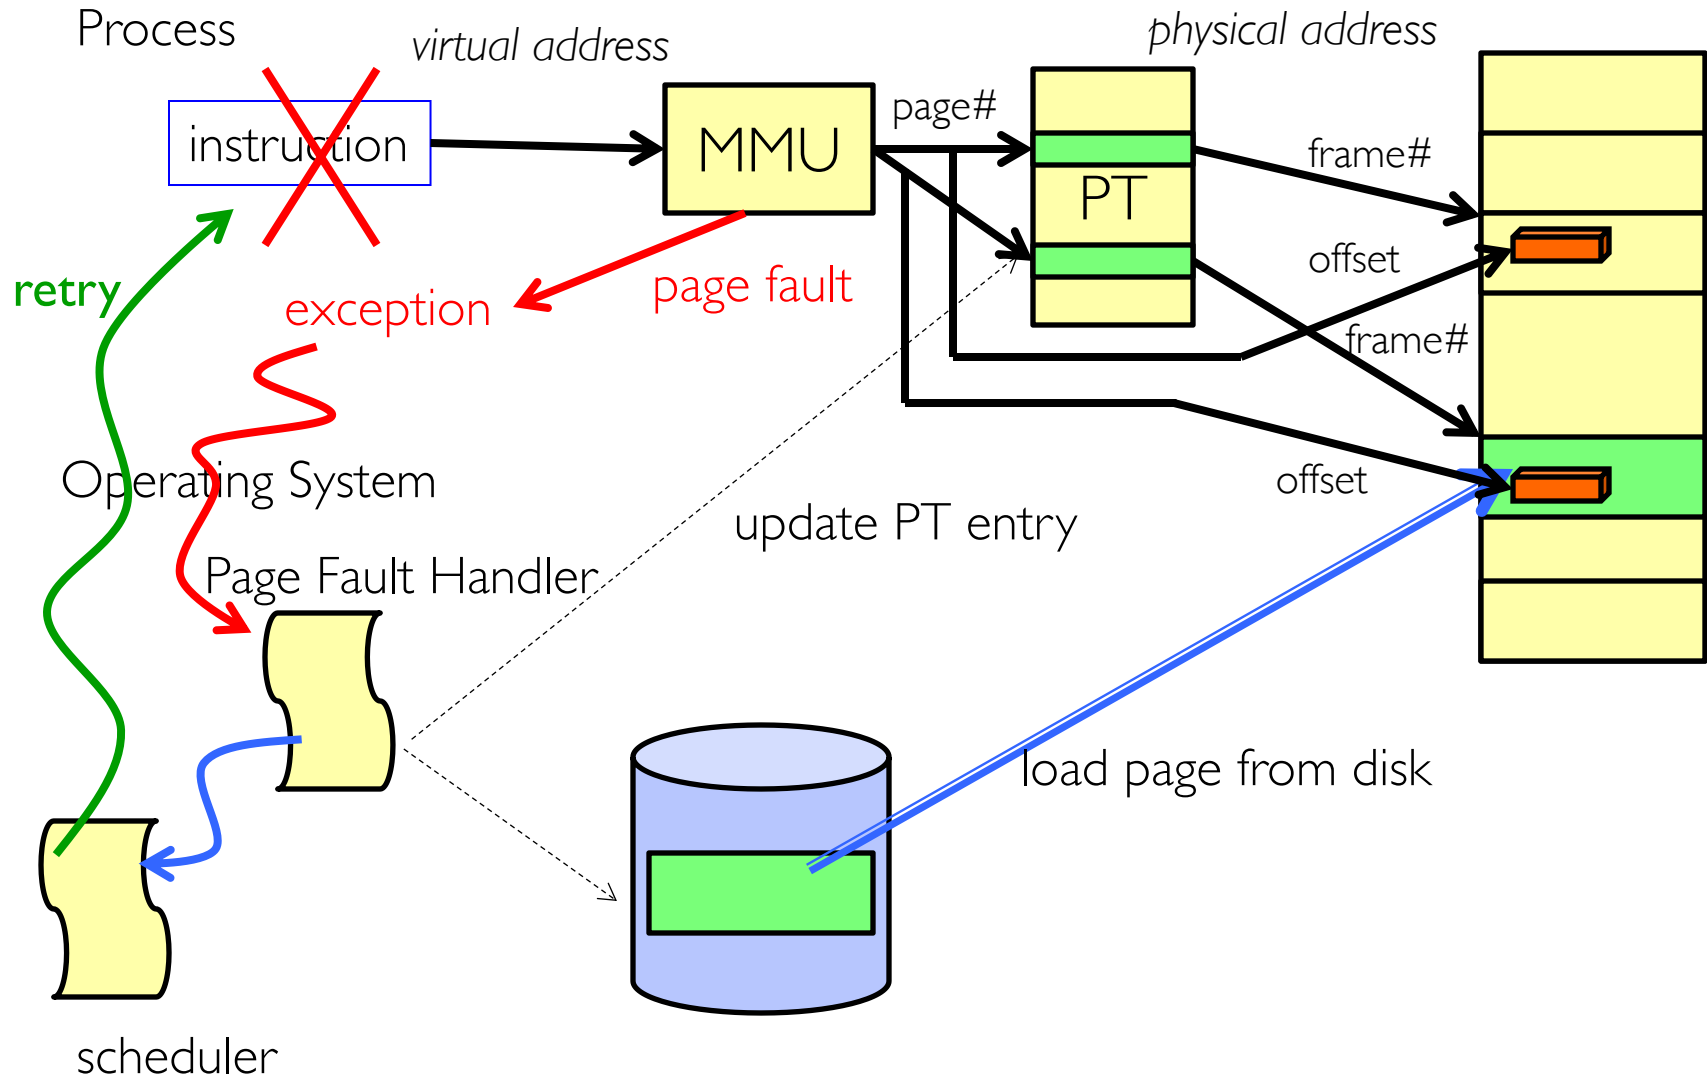 Process
virtual address
physical address
instruction
MMU
page#
PT
frame#
offset
retry
exception
page fault
frame#
Operating System
offset
update PT entry
Page Fault Handler
load page from disk
scheduler